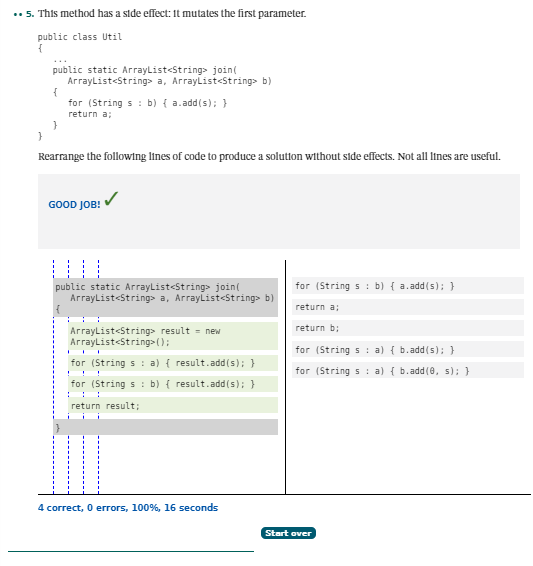 •• 5. This method has a side effect: it mutates the first parameter.
public class Util
{
...
public static ArrayList<String> join(
ArrayList<String> a, ArrayList<String> b)
{
for (String s : b) { a.add(s); }
return a;
}
}
Rearrange the following lines of code to produce a solution without side effects. Not all lines are useful.
GOOD JOB! ✓
public static ArrayList<String> join(
ArrayList<String> a, ArrayList<String> b)
{
ArrayList<String> result = new
ArrayList<String>();
for (String s : a) { result.add(s); }
for (String s : b) { result.add(s); }
return result;
}
for (String s : b) { a.add(s); }
return a;
return b;
for (String s : a) { b.add(s); }
for (String s : a) { b.add(0, s); }
4 correct, 0 errors, 100%, 16 seconds
Start over